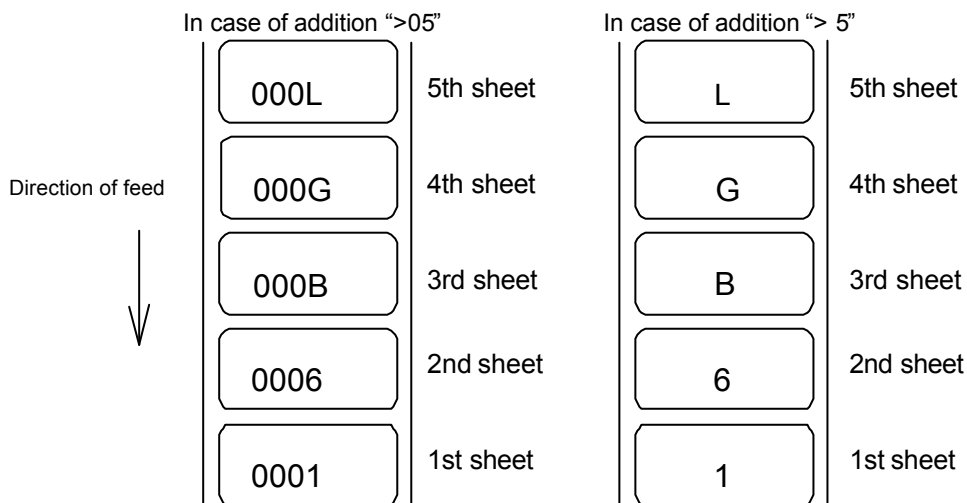 In case of addition “>05”
In case of addition “> 5”
000L
5th sheet
L
5th sheet
000G
4th sheet
G
4th sheet
Direction of feed
000B
3rd sheet
B
3rd sheet
0006
2nd sheet
6
2nd sheet
0001
1st sheet
1
1st sheet